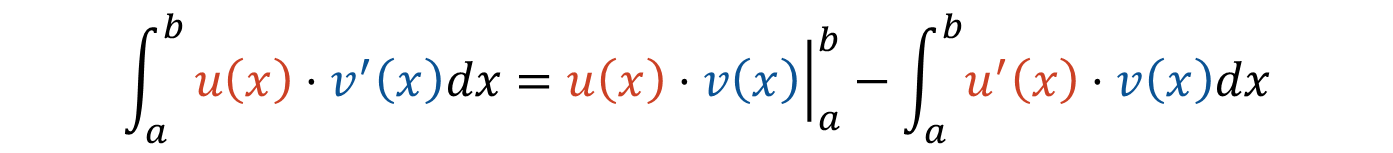 ∫_a^b u(x) · v′(x)dx = u(x) · v(x)|_a^b − ∫_a^b u′(x) · v(x)dx